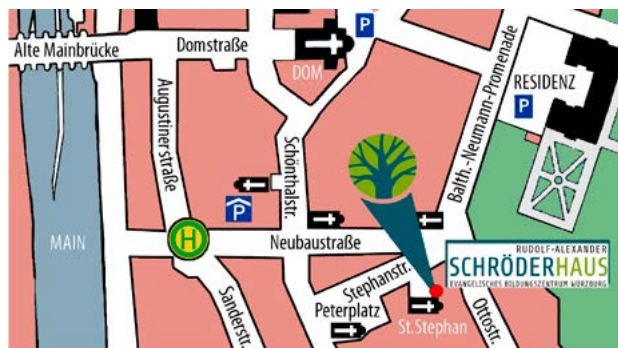 Alte Mainbrücke
Domstraße
DOM
P
RESIDENZ
P
Augustinerstraße
Schönthalstr.
Balth.-Neumann-Promenade
P
H
MAIN
Neubaustraße
Sanderstr.
Stephanstr.
Peterplatz
St.Stephan
Ottostr.
RUDOLF-ALEXANDER
SCHRÖDERHAUS
EVANGELISCHES BILDUNGSZENTRUM WÜRZBURG